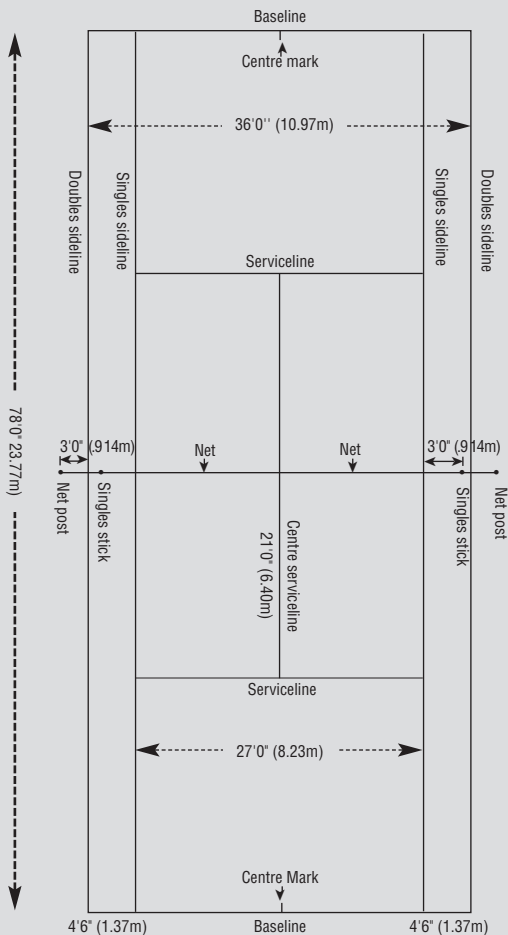 Baseline
Centre mark
36'0'' (10.97m)
Doubles sideline
Singles sideline
Singles sideline
Doubles sideline
Serviceline
78'0" 23.77m)
3'0" (.914m)
Net
Net
3'0" (.914m)
Net post
Singles stick
Centre serviceline
21'0" (6.40m)
Singles stick
Net post
Serviceline
27'0" (8.23m)
Centre Mark
4'6" (1.37m)
Baseline
4'6" (1.37m)